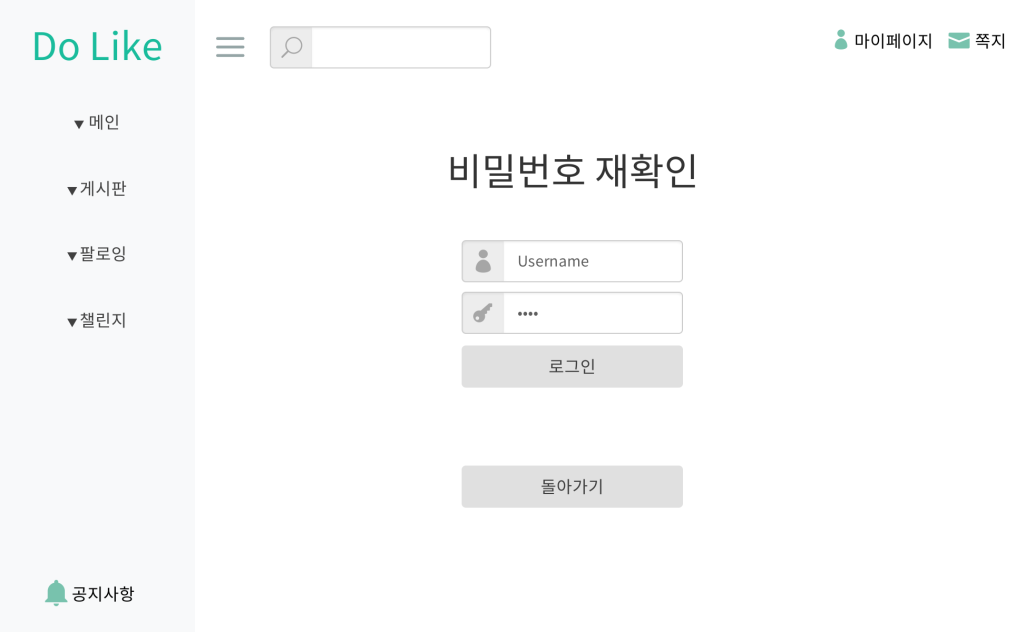 Do Like
마이페이지
쪽지
▼ 메인
▼게시판
▼팔로잉
▼챌린지
비밀번호 재확인
Username
••••
로그인
돌아가기
공지사항